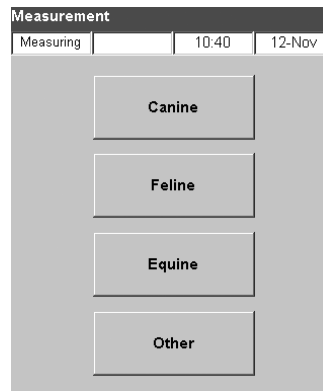 Measurement
Measuring 10:40 12-Nov
Canine
Feline
Equine
Other